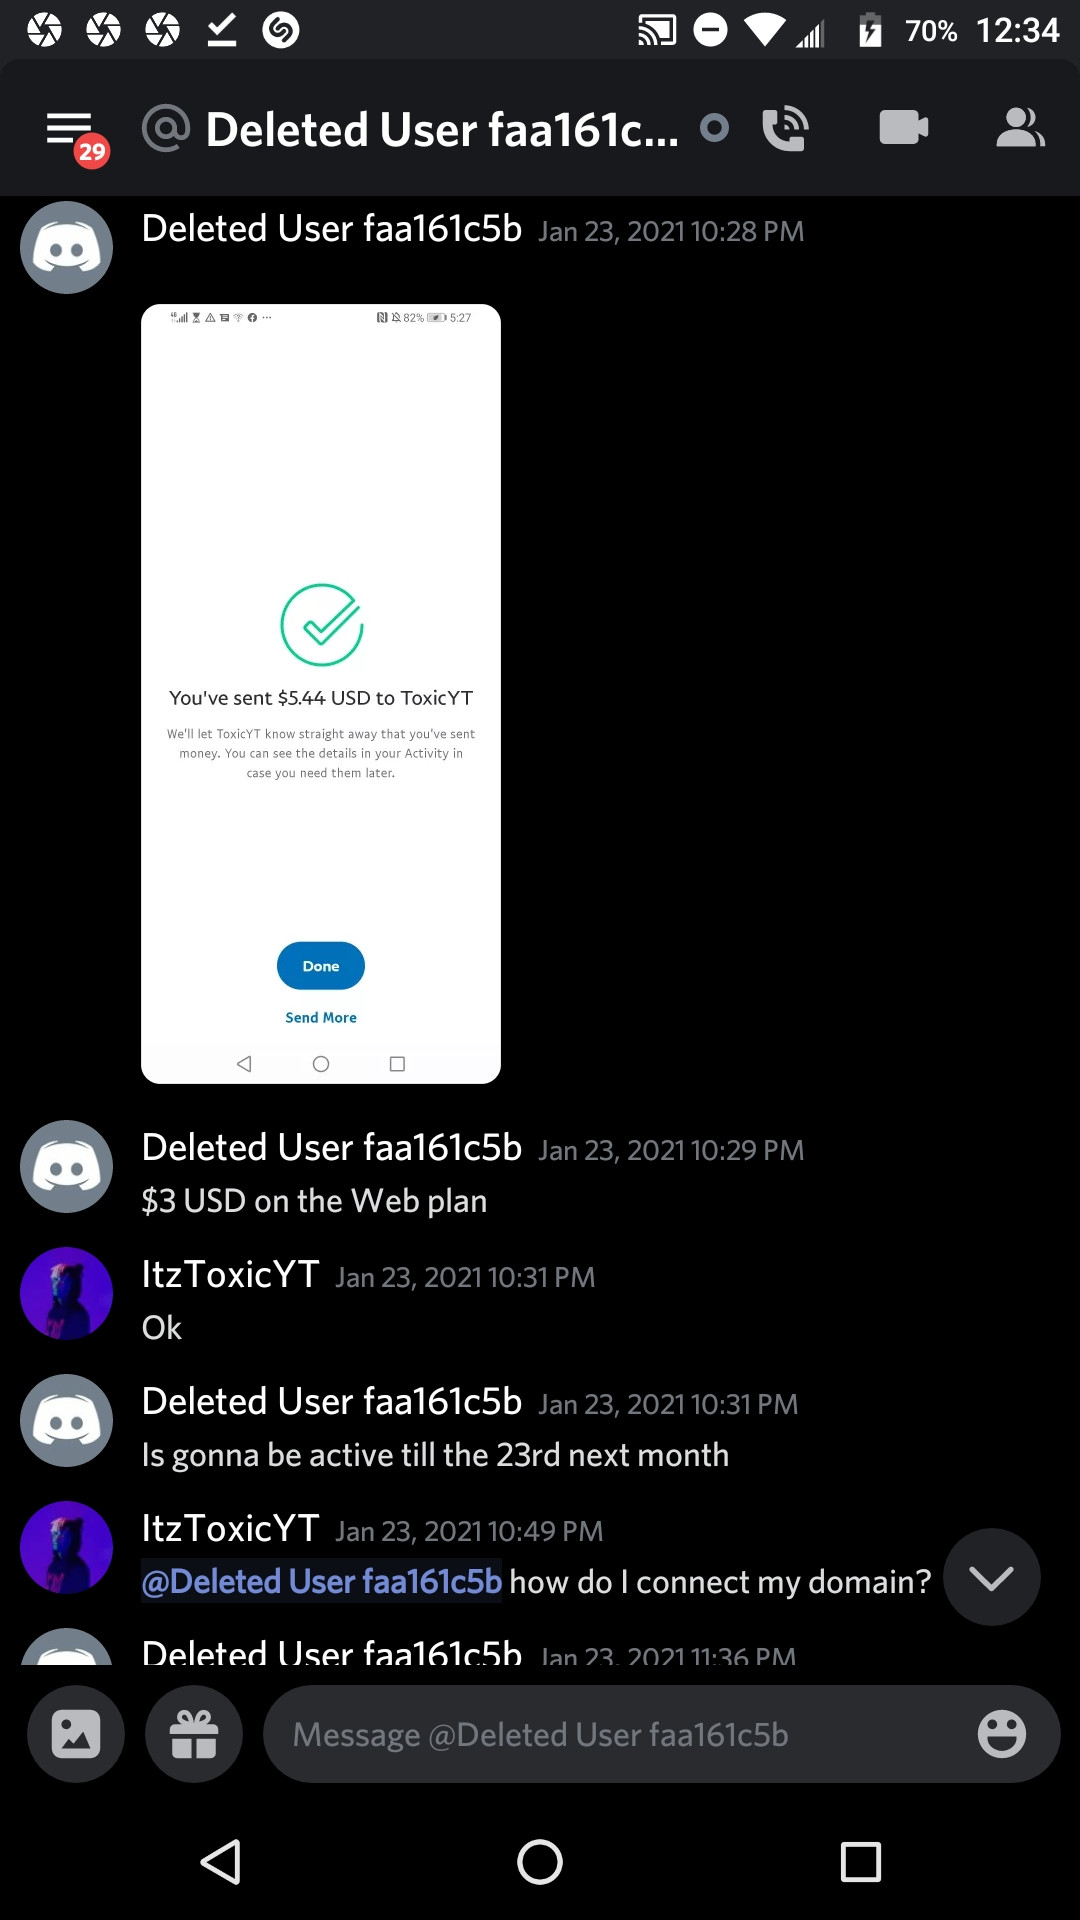 70% 12:34
29
@ Deleted User faa161c...
Deleted User faa161c5b Jan 23, 2021 10:28 PM
82% 5:27
You've sent $5.44 USD to ToxicYT
We'll let ToxicYT know straight away that you've sent
money. You can see the details in your Activity in
case you need them later.
Done
Send More
Deleted User faa161c5b Jan 23, 2021 10:29 PM
$3 USD on the Web plan
ItzToxicYT Jan 23, 2021 10:31 PM
Ok
Deleted User faa161c5b Jan 23, 2021 10:31 PM
Is gonna be active till the 23rd next month
ItzToxicYT Jan 23, 2021 10:49 PM
@Deleted User faa161c5b how do I connect my domain?
Deleted User faa161c5b Jan 23, 2021 11:36 PM
Message @Deleted User faa161c5b